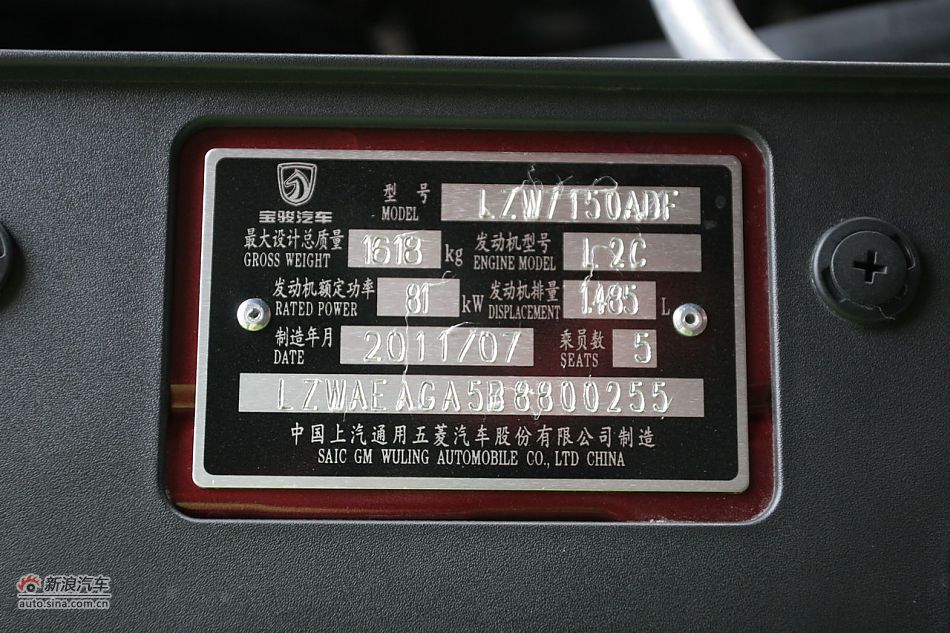 宝骏汽车
型号 MODEL LZW7150ADF
最大设计总质量 GROSS WEIGHT 1618 kg 发动机型号 ENGINE MODEL L2C
发动机额定功率 RATED POWER 81 kW 发动机排量 DISPLACEMENT 1.485 L
制造年月 DATE 2011/07 乘员数 SEATS 5
LZWAEAGA5B8800255
中国上汽通用五菱汽车股份有限公司制造
SAIC GM WULING AUTOMOBILE CO., LTD CHINA
新浪汽车
auto.sina.com.cn